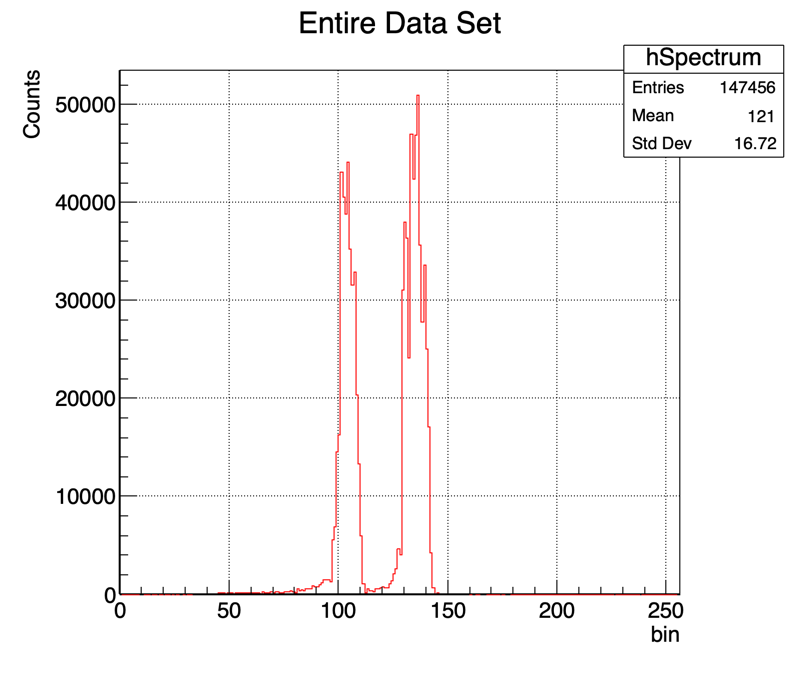 Entire Data Set
hSpectrum
Entries 147456
Mean 121
Std Dev 16.72
Counts
50000
40000
30000
20000
10000
0
0 50 100 150 200 250
bin